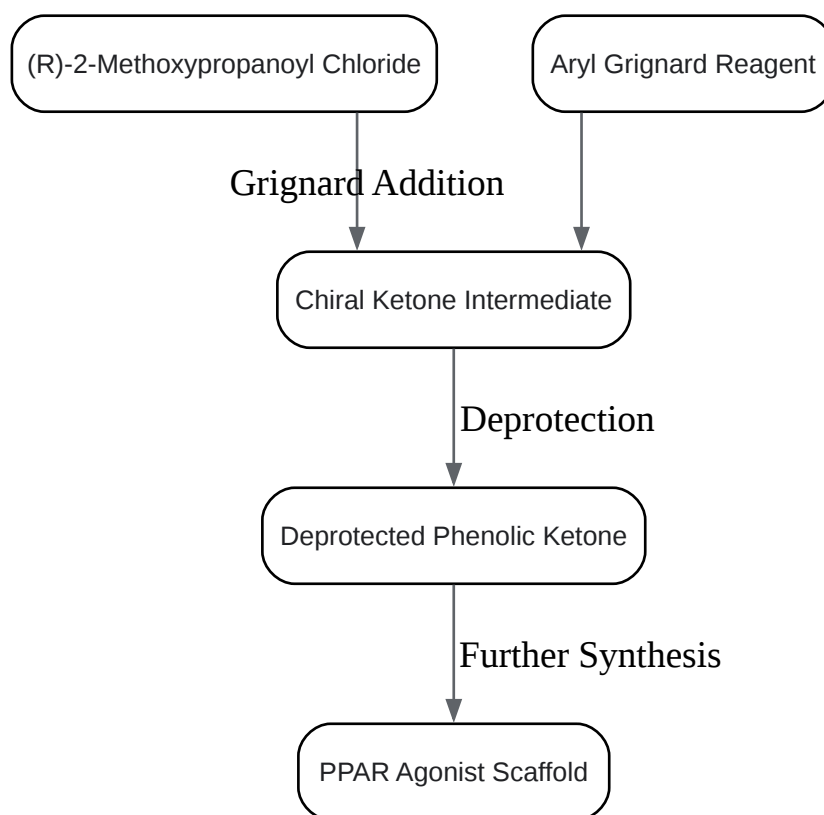 (R)-2-Methoxypropanoyl Chloride
Aryl Grignard Reagent
Grignard Addition
Chiral Ketone Intermediate
Deprotection
Deprotected Phenolic Ketone
Further Synthesis
PPAR Agonist Scaffold